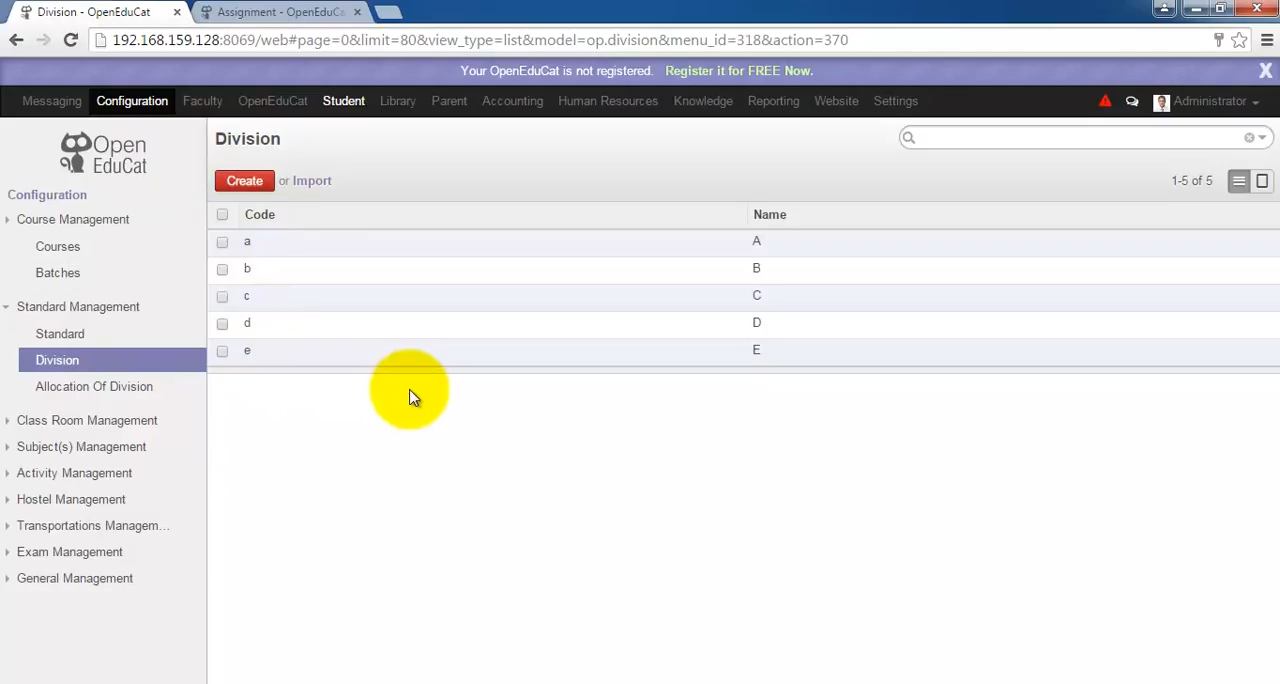 Division - OpenEduCat
Assignment - OpenEduC
192.168.159.128:8069/web#page=0&limit=80&view_type=list&model=op.division&menu_id=318&action=370
Your OpenEduCat is not registered. Register it for FREE Now. X
Messaging Configuration Faculty OpenEduCat Student Library Parent Accounting Human Resources Knowledge Reporting Website Settings Administrator
Open
EduCat
Division
Configuration
Create or Import
1-5 of 5
Course Management
Courses
Batches
Standard Management
Standard
Division
Allocation Of Division
Class Room Management
Subject(s) Management
Activity Management
Hostel Management
Transportations Managem...
Exam Management
General Management
Code Name
a A
b B
c C
d D
e E